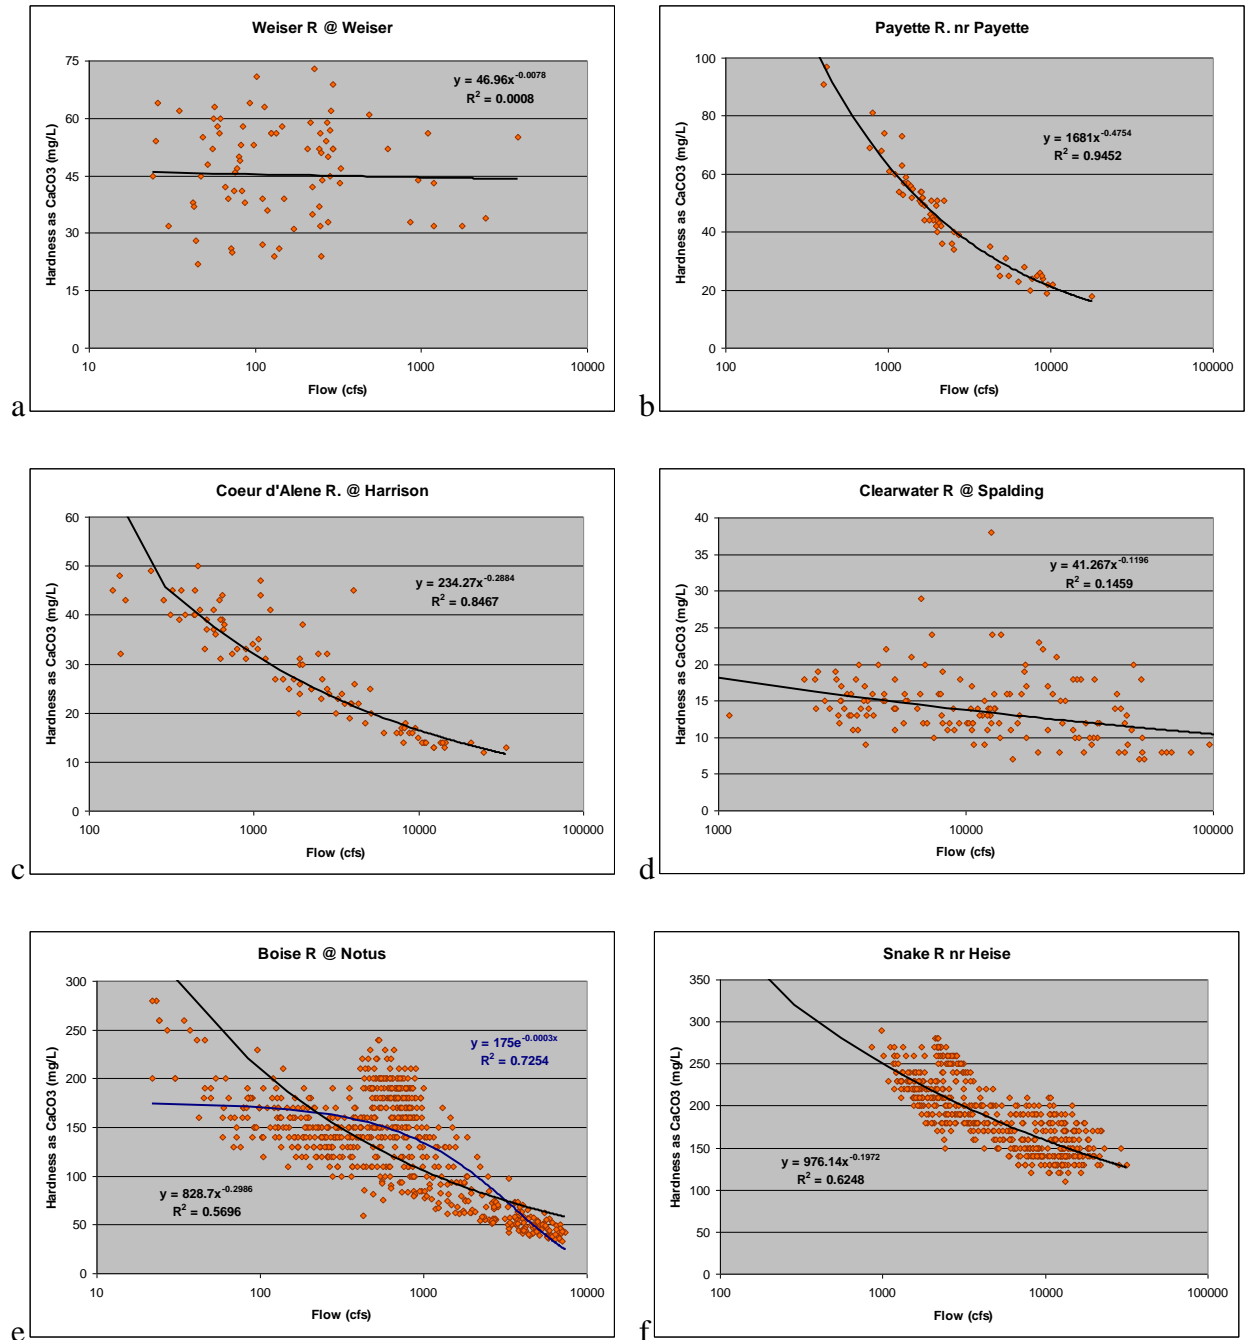 Weiser R @ Weiser
y = 46.96x^-0.0078
R² = 0.0008
75
60
45
30
15
0
Hardness as CaCO3 (mg/L)
10 100 1000 10000
Flow (cfs)
a
Payette R. nr Payette
y = 1681x^-0.4754
R² = 0.9452
100
80
60
40
20
0
Hardness as CaCO3 (mg/L)
100 1000 10000 100000
Flow (cfs)
b
Coeur d'Alene R. @ Harrison
y = 234.27x^-0.2884
R² = 0.8467
60
50
40
30
20
10
0
Hardness as CaCO3 (mg/L)
100 1000 10000 100000
Flow (cfs)
c
Clearwater R @ Spalding
y = 41.267x^-0.1196
R² = 0.1459
40
35
30
25
20
15
10
5
0
Hardness as CaCO3 (mg/L)
1000 10000 100000
Flow (cfs)
d
Boise R @ Notus
y = 175e^-0.0003x
R² = 0.7254
y = 828.7x^-0.2986
R² = 0.5696
300
250
200
150
100
50
0
Hardness as CaCO3 (mg/L)
10 100 1000 10000
Flow (cfs)
e
Snake R nr Heise
y = 976.14x^-0.1972
R² = 0.6248
350
300
250
200
150
100
50
0
Hardness as CaCO3 (mg/L)
100 1000 10000 100000
Flow (cfs)
f